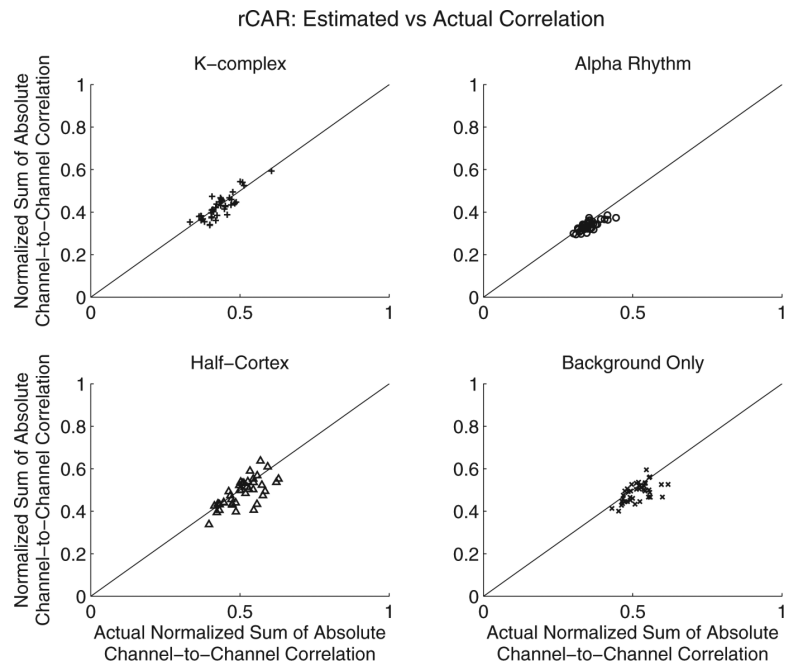 rCAR: Estimated vs Actual Correlation
K−complex
Normalized Sum of Absolute
Channel−to−Channel Correlation
1
0.8
0.6
0.4
0.2
0
0
0.5
1
Alpha Rhythm
1
0.8
0.6
0.4
0.2
0
0
0.5
1
Half−Cortex
Normalized Sum of Absolute
Channel−to−Channel Correlation
1
0.8
0.6
0.4
0.2
0
0
0.5
1
Actual Normalized Sum of Absolute
Channel−to−Channel Correlation
Background Only
1
0.8
0.6
0.4
0.2
0
0
0.5
1
Actual Normalized Sum of Absolute
Channel−to−Channel Correlation